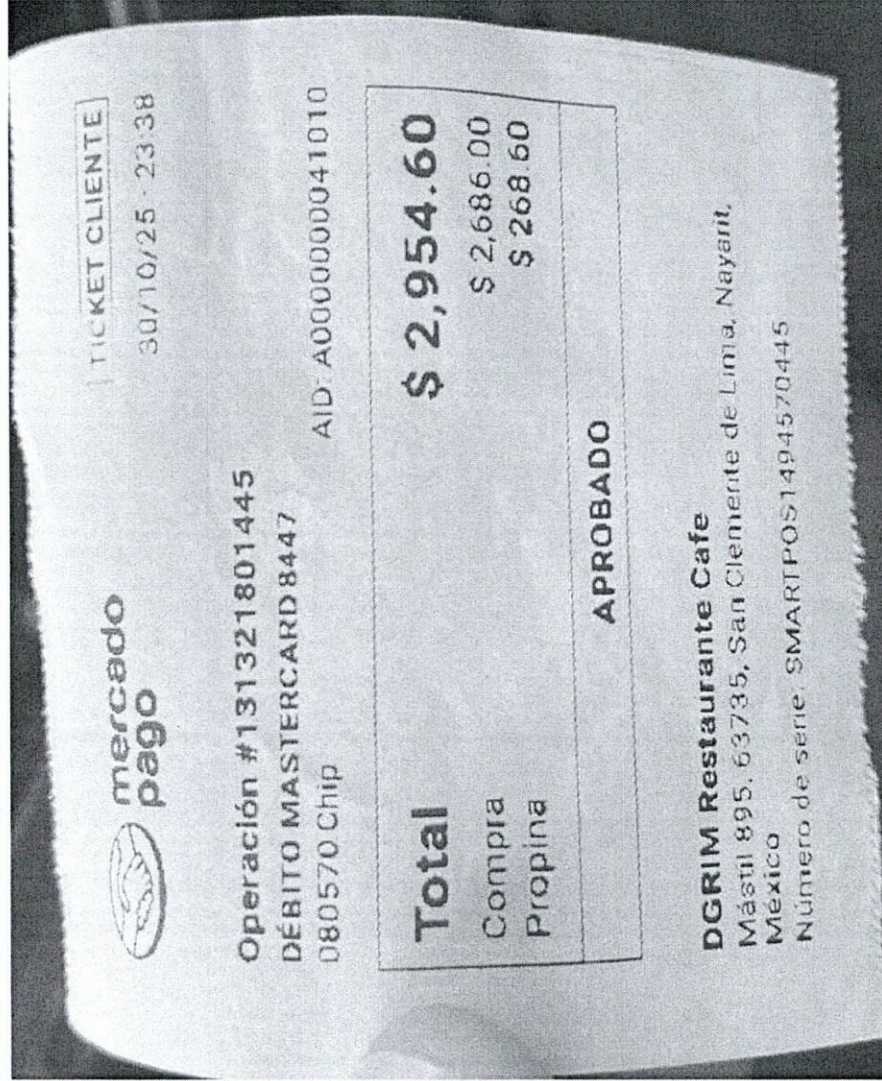 mercado
pago
TICKET CLIENTE
30/10/25 - 23:38
Operación #131321801445
DÉBITO MASTERCARD 8447
080570 Chip AID: A0000000041010
Total $ 2,954.60
Compra $ 2,686.00
Propina $ 268.60
APROBADO
DGRIM Restaurante Cafe
Mástil 895, 63735, San Clemente de Lima, Nayarit,
México
Número de serie: SMARTPOS1494570445